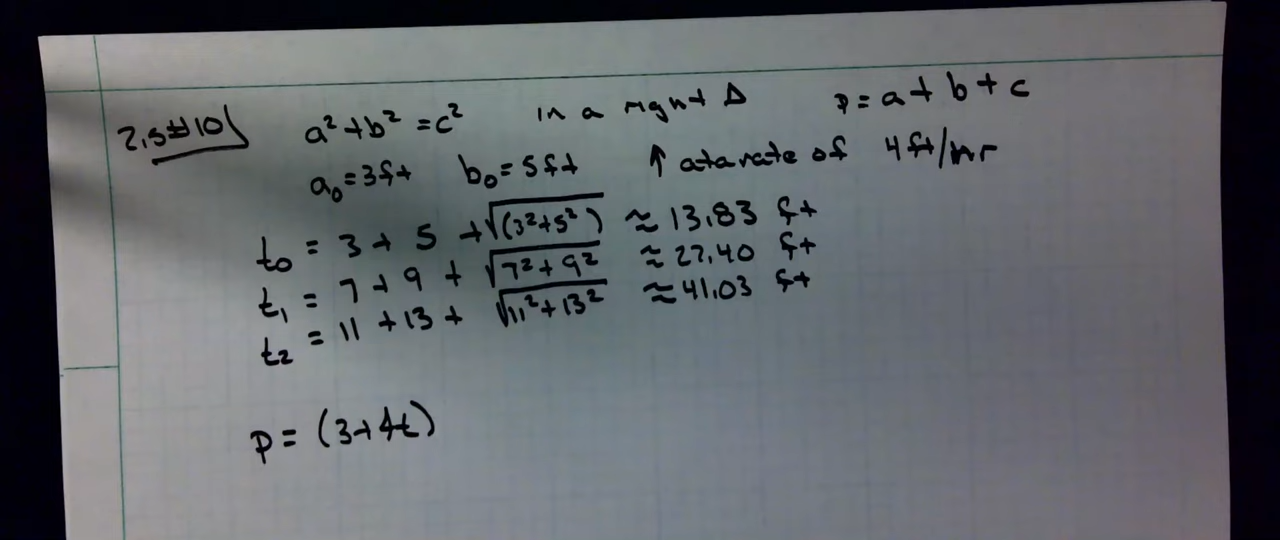 2.5#10 a²+b²=c² in a right Δ P=a+b+c
a₀=3ft b₀=5ft ↑ at a rate of 4ft/hr
t₀ = 3 + 5 + √(3²+5²) ≈ 13.83 ft
t₁ = 7 + 9 + √7²+9² ≈ 27.40 ft
t₂ = 11 + 13 + √11²+13² ≈ 41.03 ft
P = (3+4t)